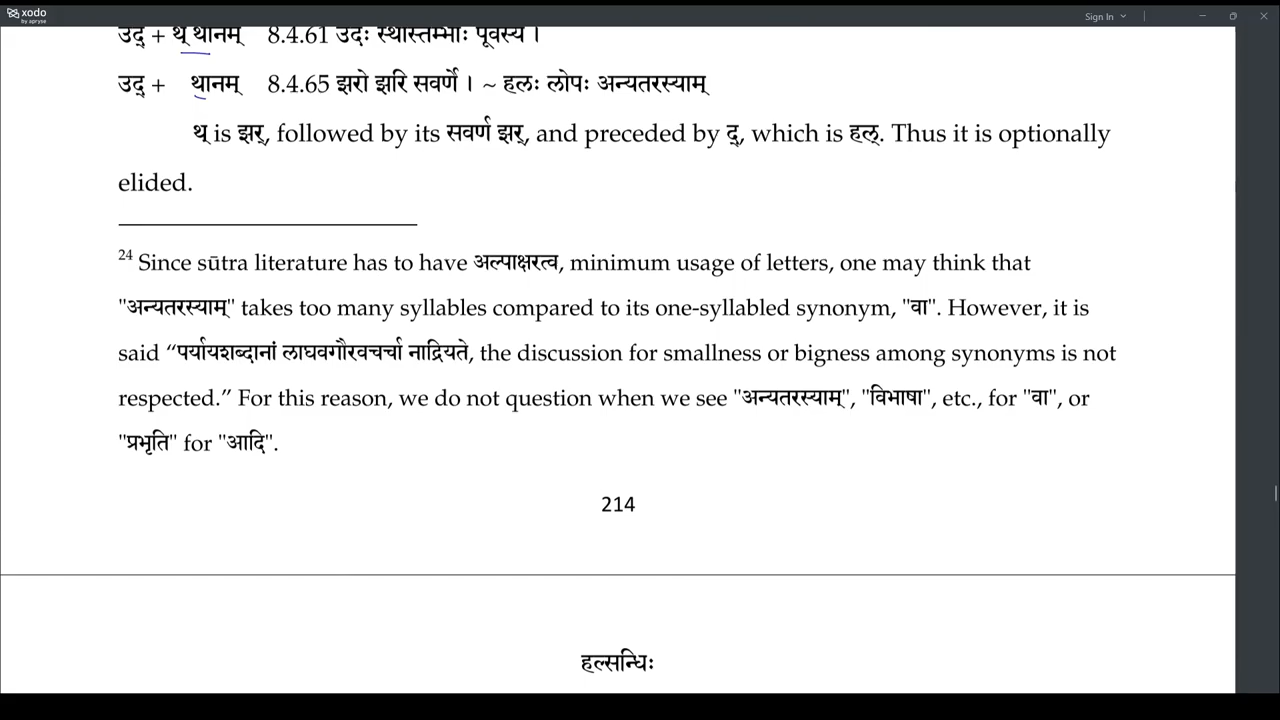 xodo
by apryse
Sign In
उद् + थ् थानम् 8.4.61 उदः स्थास्तम्भोः पूर्वस्य ।
उद् + थानम् 8.4.65 झरो झरि सवर्णे । ~ हलः लोपः अन्यतरस्याम्
थ् is झर्, followed by its सवर्ण झर्, and preceded by द्, which is हल्. Thus it is optionally
elided.
24 Since sūtra literature has to have अल्पाक्षरत्व, minimum usage of letters, one may think that
"अन्यतरस्याम्" takes too many syllables compared to its one-syllabled synonym, "वा". However, it is
said “पर्यायशब्दानां लाघवगौरवचर्चा नाद्रियते, the discussion for smallness or bigness among synonyms is not
respected.” For this reason, we do not question when we see "अन्यतरस्याम्", "विभाषा", etc., for "वा", or
"प्रभृति" for "आदि".
214
हल्सन्धिः